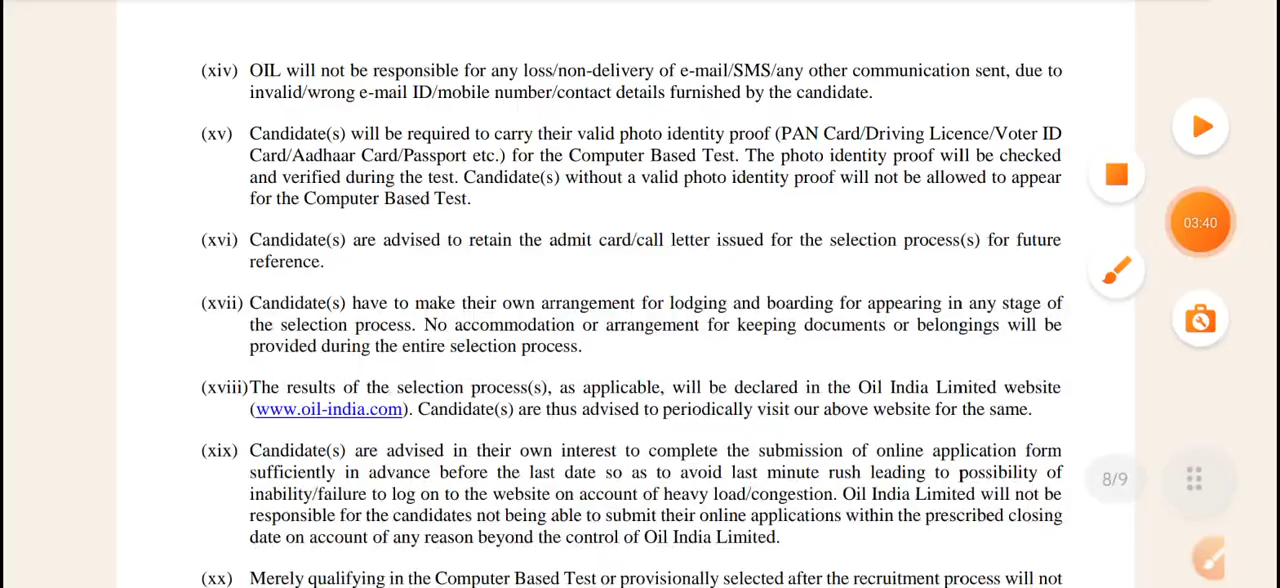 (xiv) OIL will not be responsible for any loss/non-delivery of e-mail/SMS/any other communication sent, due to
invalid/wrong e-mail ID/mobile number/contact details furnished by the candidate.
(xv) Candidate(s) will be required to carry their valid photo identity proof (PAN Card/Driving Licence/Voter ID
Card/Aadhaar Card/Passport etc.) for the Computer Based Test. The photo identity proof will be checked
and verified during the test. Candidate(s) without a valid photo identity proof will not be allowed to appear
for the Computer Based Test.
03:40
(xvi) Candidate(s) are advised to retain the admit card/call letter issued for the selection process(s) for future
reference.
(xvii) Candidate(s) have to make their own arrangement for lodging and boarding for appearing in any stage of
the selection process. No accommodation or arrangement for keeping documents or belongings will be
provided during the entire selection process.
(xviii) The results of the selection process(s), as applicable, will be declared in the Oil India Limited website
(www.oil-india.com). Candidate(s) are thus advised to periodically visit our above website for the same.
(xix) Candidate(s) are advised in their own interest to complete the submission of online application form
sufficiently in advance before the last date so as to avoid last minute rush leading to possibility of
8/9
inability/failure to log on to the website on account of heavy load/congestion. Oil India Limited will not be
responsible for the candidates not being able to submit their online applications within the prescribed closing
date on account of any reason beyond the control of Oil India Limited.
(xx) Merely qualifying in the Computer Based Test or provisionally selected after the recruitment process will not